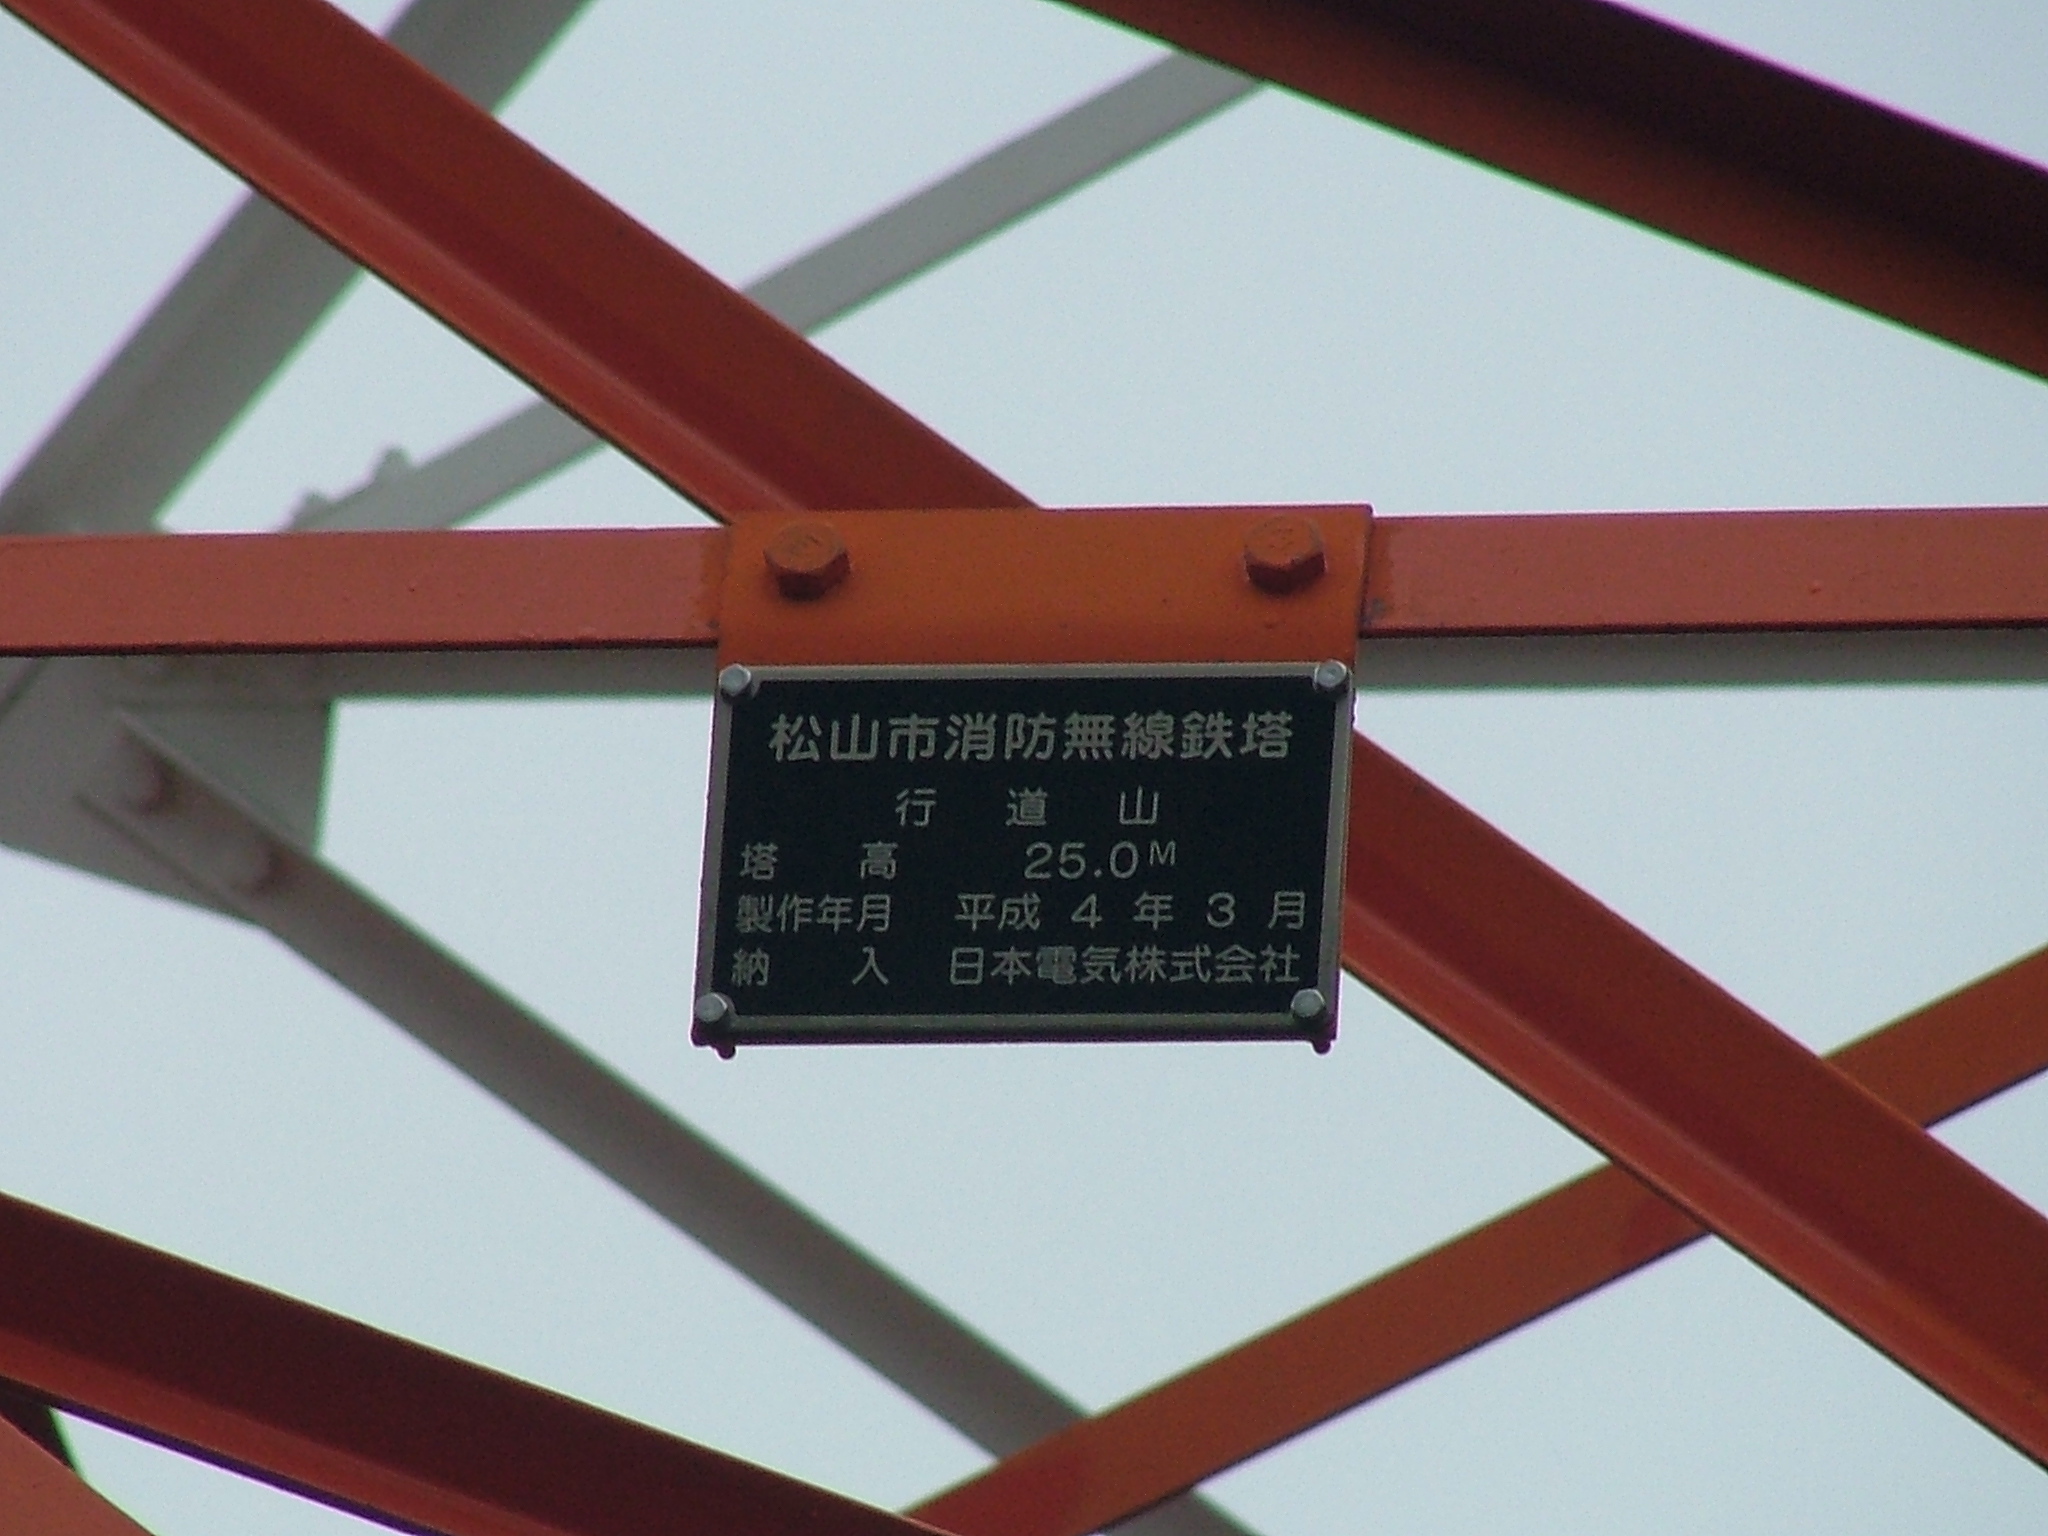 松山市消防無線鉄塔
行 道 山
塔 高 25.0M
製作年月 平成 4 年 3 月
納 入 日本電気株式会社